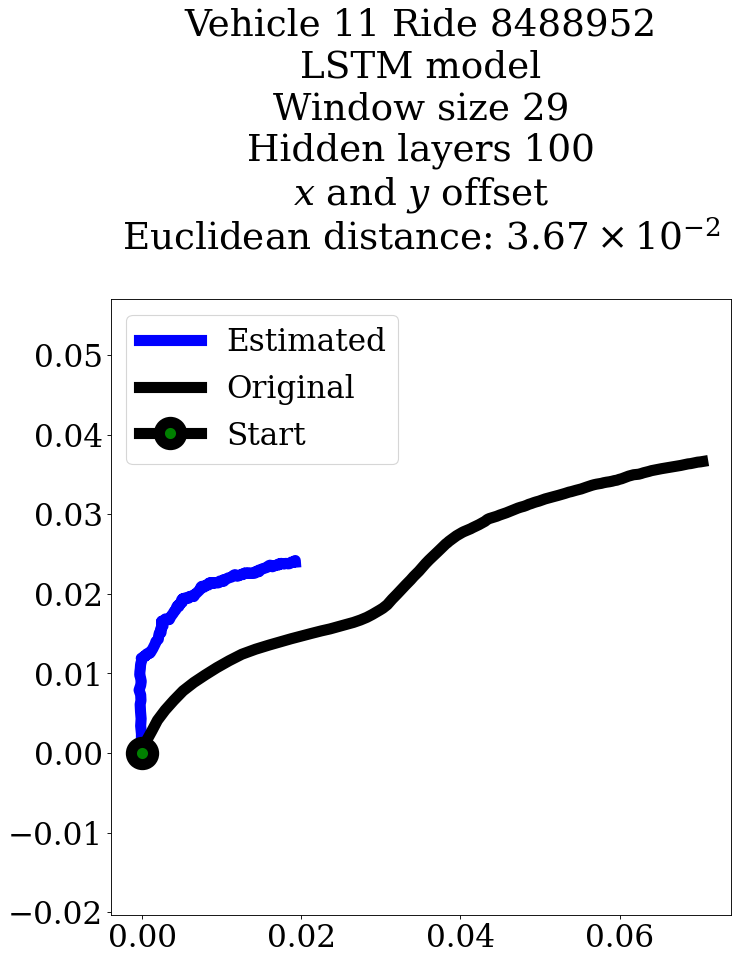 Vehicle 11 Ride 8488952
LSTM model
Window size 29
Hidden layers 100
x and y offset
Euclidean distance: 3.67 × 10⁻²
Estimated
Original
Start
0.05
0.04
0.03
0.02
0.01
0.00
−0.01
−0.02
0.00 0.02 0.04 0.06